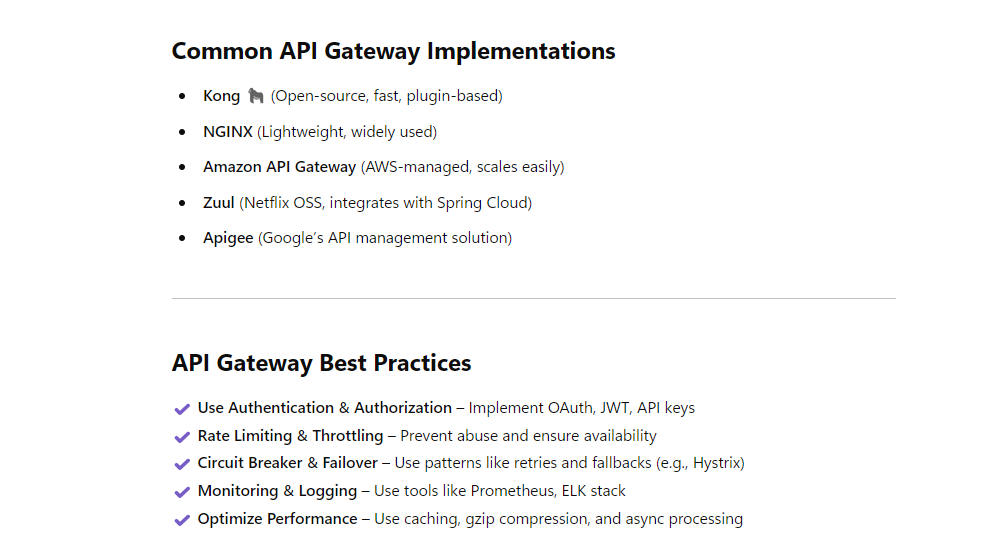 Common API Gateway Implementations
• Kong 🦍 (Open-source, fast, plugin-based)
• NGINX (Lightweight, widely used)
• Amazon API Gateway (AWS-managed, scales easily)
• Zuul (Netflix OSS, integrates with Spring Cloud)
• Apigee (Google’s API management solution)
API Gateway Best Practices
✔ Use Authentication & Authorization – Implement OAuth, JWT, API keys
✔ Rate Limiting & Throttling – Prevent abuse and ensure availability
✔ Circuit Breaker & Failover – Use patterns like retries and fallbacks (e.g., Hystrix)
✔ Monitoring & Logging – Use tools like Prometheus, ELK stack
✔ Optimize Performance – Use caching, gzip compression, and async processing